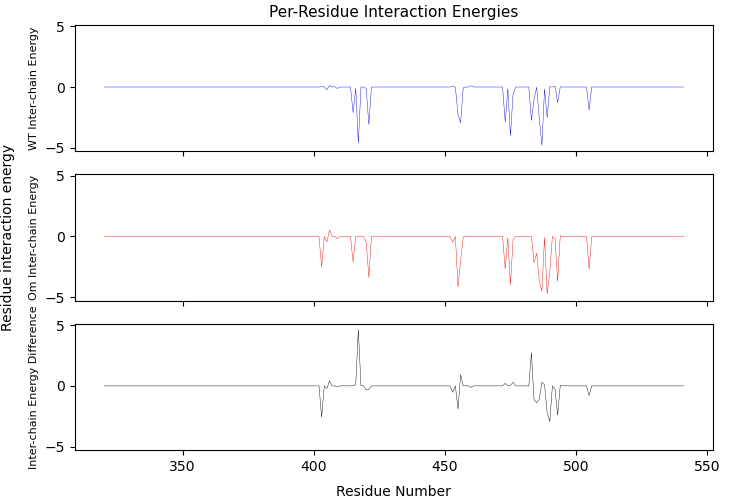 Per-Residue Interaction Energies
Residue interaction energy
WT Inter-chain Energy
5
0
−5
Om Inter-chain Energy
5
0
−5
Inter-chain Energy Difference
5
0
−5
350 400 450 500 550
Residue Number